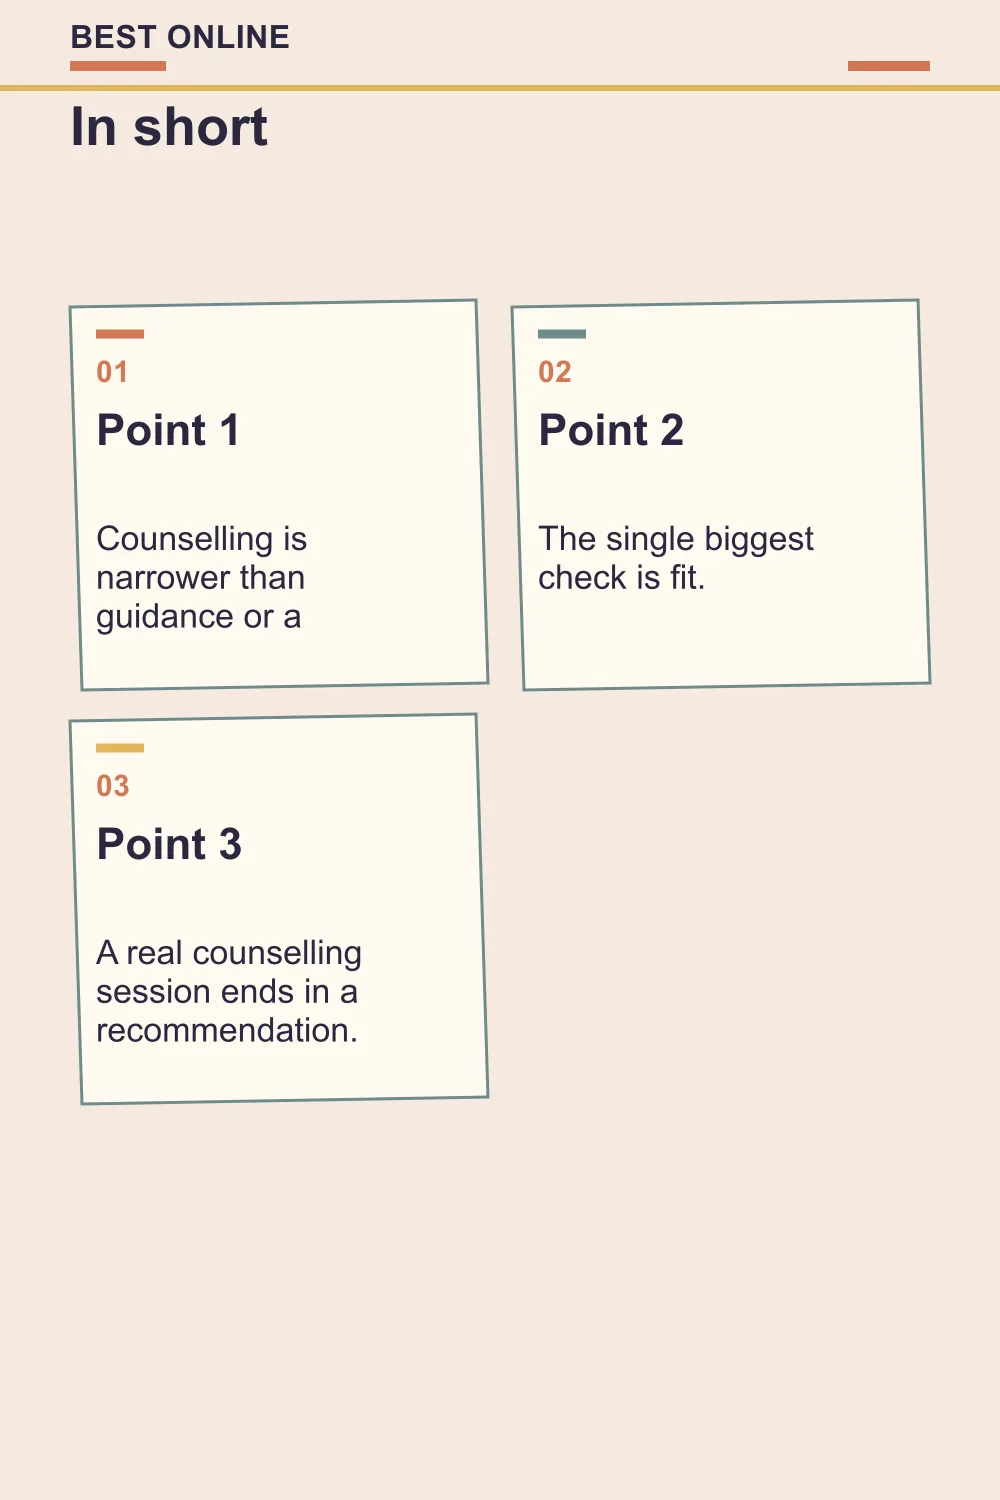 BEST ONLINE
In short
01
Point 1
Counselling is
narrower than
guidance or a
02
Point 2
The single biggest
check is fit.
03
Point 3
A real counselling
session ends in a
recommendation.